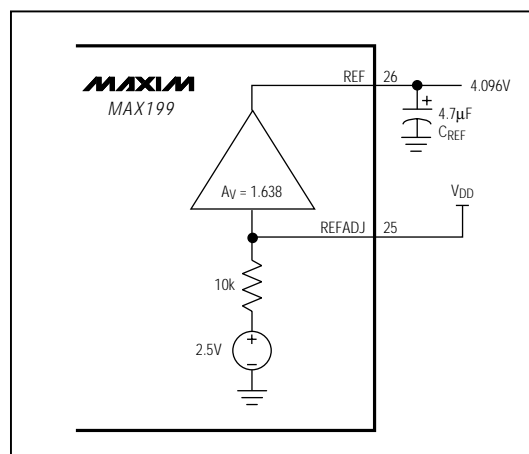 REF 26 4.096V
MAXIM
MAX199
+
4.7µF
CREF
AV = 1.638
VDD
REFADJ 25
10k
+
2.5V
−